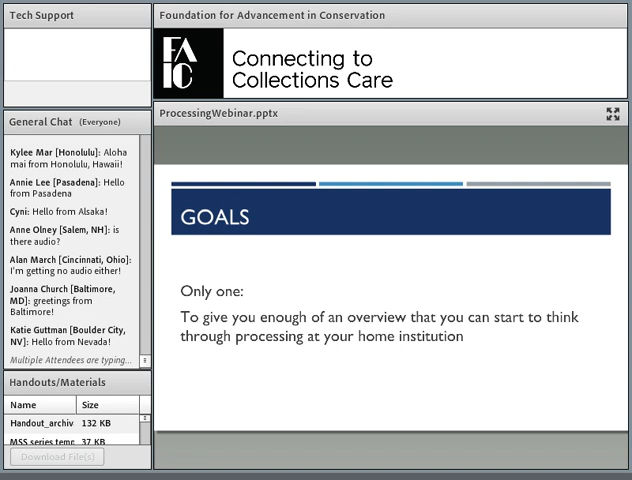 Tech Support
Foundation for Advancement in Conservation
FAIC
Connecting to
Collections Care
General Chat (Everyone)
Kylee Mar [Honolulu]: Aloha
mai from Honolulu, Hawaii!
Annie Lee [Pasadena]: Hello
from Pasadena
Cyni: Hello from Alsaka!
Anne Olney [Salem, NH]: is
there audio?
Alan March [Cincinnati, Ohio]:
I'm getting no audio either!
Joanna Church [Baltimore,
MD]: greetings from
Baltimore!
Katie Guttman [Boulder City,
NV]: Hello from Nevada!
Multiple Attendees are typing...
ProcessingWebinar.pptx
GOALS
Only one:
To give you enough of an overview that you can start to think
through processing at your home institution
Handouts/Materials
Name Size
Handout_archiv 132 KB
MSS series temp 37 KB
Download File(s)